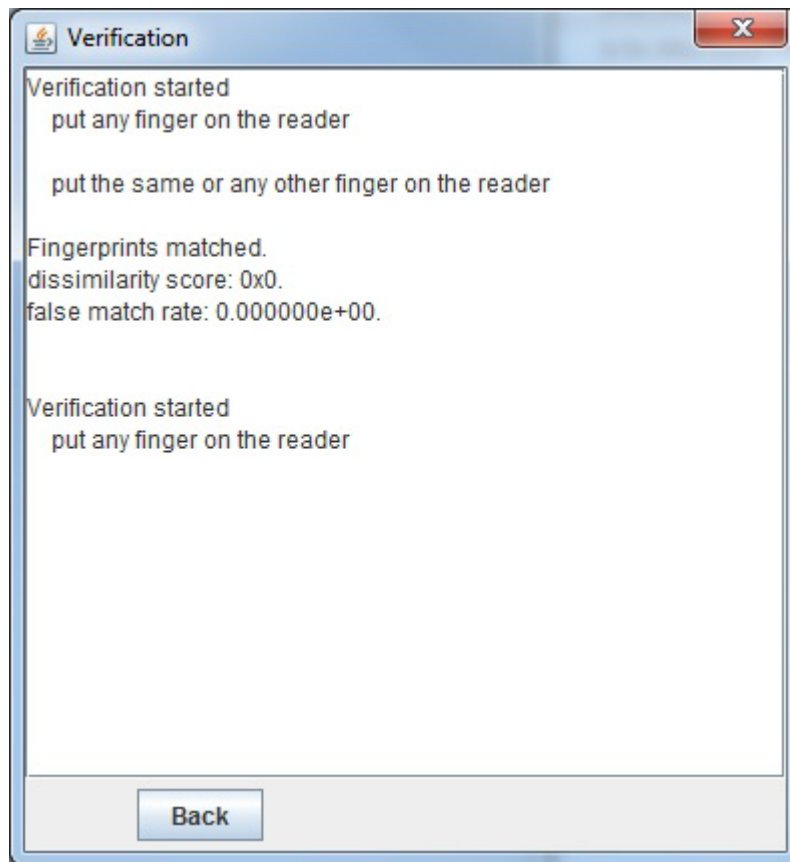 Verification
Verification started
put any finger on the reader
put the same or any other finger on the reader
Fingerprints matched.
dissimilarity score: 0x0.
false match rate: 0.000000e+00.
Verification started
put any finger on the reader
Back